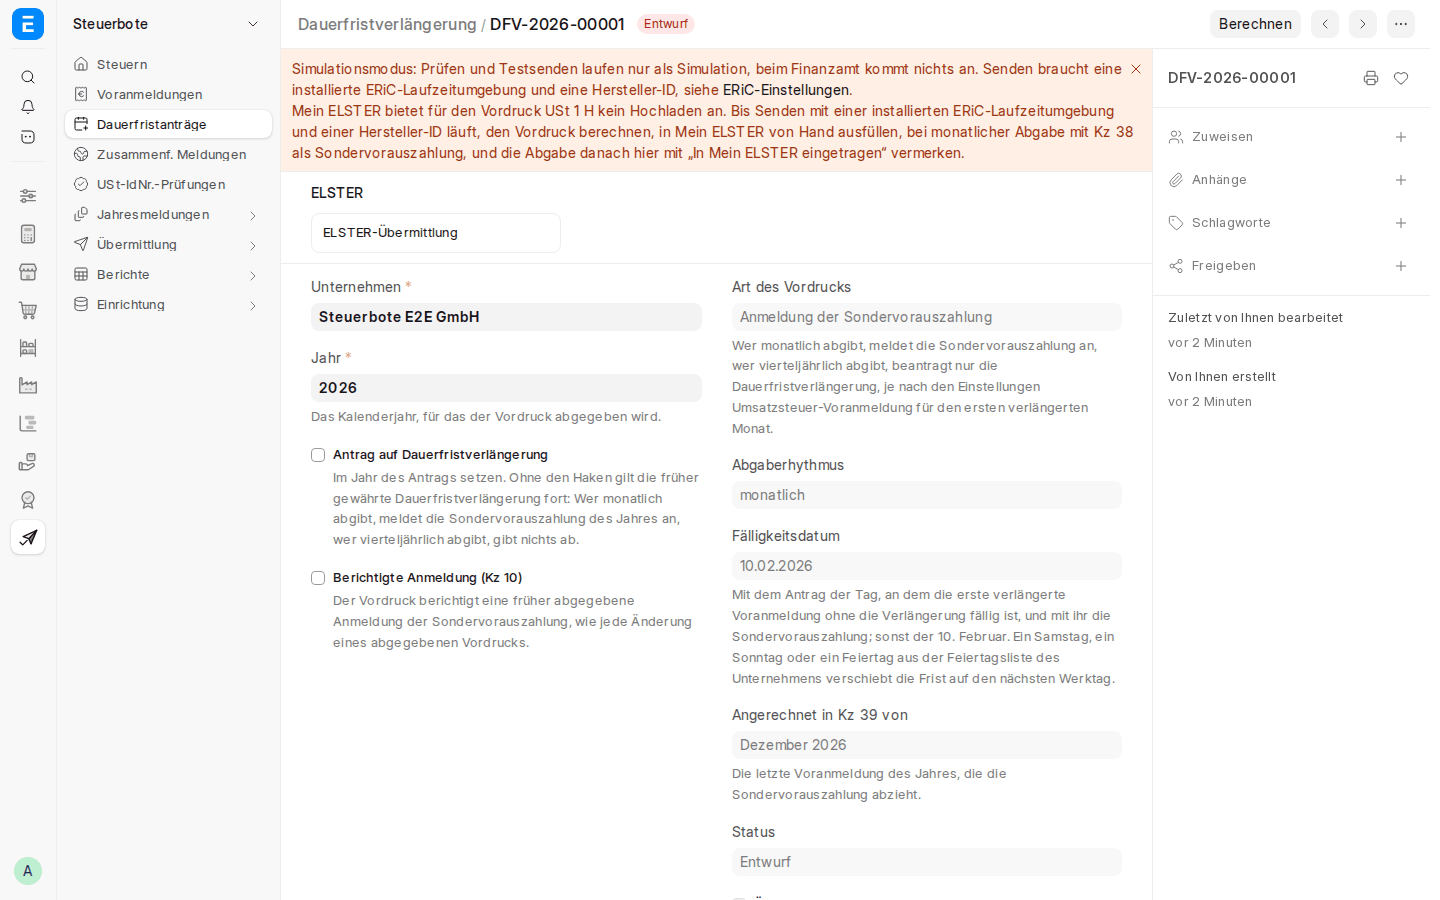 Steuerbote
Steuern
Voranmeldungen
Dauerfristanträge
Zusammenf. Meldungen
USt-IdNr.-Prüfungen
Jahresmeldungen
Übermittlung
Berichte
Einrichtung
A
Dauerfristverlängerung / DFV-2026-00001 Entwurf
Berechnen
Simulationsmodus: Prüfen und Testsenden laufen nur als Simulation, beim Finanzamt kommt nichts an. Senden braucht eine
installierte ERiC-Laufzeitumgebung und eine Hersteller-ID, siehe ERiC-Einstellungen.
Mein ELSTER bietet für den Vordruck USt 1 H kein Hochladen an. Bis Senden mit einer installierten ERiC-Laufzeitumgebung
und einer Hersteller-ID läuft, den Vordruck berechnen, in Mein ELSTER von Hand ausfüllen, bei monatlicher Abgabe mit Kz 38
als Sondervorauszahlung, und die Abgabe danach hier mit „In Mein ELSTER eingetragen“ vermerken.
ELSTER
ELSTER-Übermittlung
Unternehmen *
Steuerbote E2E GmbH
Jahr *
2026
Das Kalenderjahr, für das der Vordruck abgegeben wird.
Antrag auf Dauerfristverlängerung
Im Jahr des Antrags setzen. Ohne den Haken gilt die früher
gewährte Dauerfristverlängerung fort: Wer monatlich
abgibt, meldet die Sondervorauszahlung des Jahres an,
wer vierteljährlich abgibt, gibt nichts ab.
Berichtigte Anmeldung (Kz 10)
Der Vordruck berichtigt eine früher abgegebene
Anmeldung der Sondervorauszahlung, wie jede Änderung
eines abgegebenen Vordrucks.
Art des Vordrucks
Anmeldung der Sondervorauszahlung
Wer monatlich abgibt, meldet die Sondervorauszahlung an,
wer vierteljährlich abgibt, beantragt nur die
Dauerfristverlängerung, je nach den Einstellungen
Umsatzsteuer-Voranmeldung für den ersten verlängerten
Monat.
Abgaberhythmus
monatlich
Fälligkeitsdatum
10.02.2026
Mit dem Antrag der Tag, an dem die erste verlängerte
Voranmeldung ohne die Verlängerung fällig ist, und mit ihr die
Sondervorauszahlung; sonst der 10. Februar. Ein Samstag, ein
Sonntag oder ein Feiertag aus der Feiertagsliste des
Unternehmens verschiebt die Frist auf den nächsten Werktag.
Angerechnet in Kz 39 von
Dezember 2026
Die letzte Voranmeldung des Jahres, die die
Sondervorauszahlung abzieht.
Status
Entwurf
DFV-2026-00001
Zuweisen
Anhänge
Schlagworte
Freigeben
Zuletzt von Ihnen bearbeitet
vor 2 Minuten
Von Ihnen erstellt
vor 2 Minuten